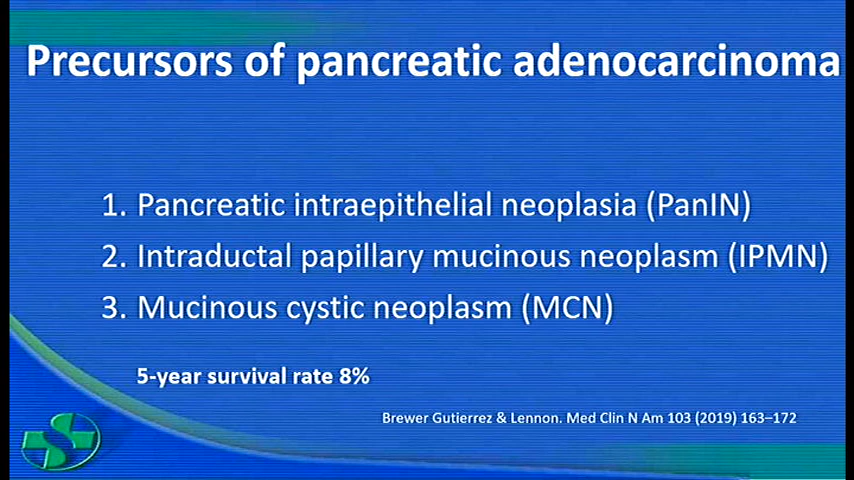 Precursors of pancreatic adenocarcinoma
1. Pancreatic intraepithelial neoplasia (PanIN)
2. Intraductal papillary mucinous neoplasm (IPMN)
3. Mucinous cystic neoplasm (MCN)
5-year survival rate 8%
Brewer Gutierrez & Lennon. Med Clin N Am 103 (2019) 163–172